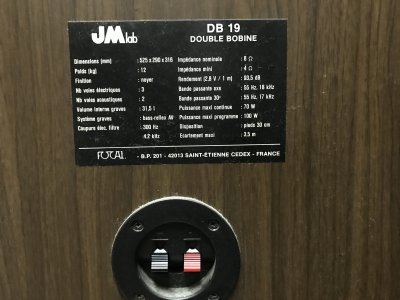 JMlab
DB 19
DOUBLE BOBINE
Dimensions (mm) : 525 x 290 x 316
Poids (kg) : 12
Finition : noyer
Nb voies électriques : 3
Nb voies acoustiques : 2
Volume interne graves : 31,5 l
Système graves : bass-reflex AV
Coupure élec. filtre : 300 Hz
4,2 kHz
Impédance nominale : 8 Ω
Impédance mini : 4 Ω
Rendement (2,8 V / 1 m) : 93,5 dB
Bande passante axe : 55 Hz, 18 kHz
Bande passante 30° : 55 Hz, 17 kHz
Puissance maxi continue : 70 W
Puissance maxi programme : 100 W
Disposition : pieds 30 cm
Ecartement maxi : 3,5 m
FOCAL - B.P. 201 - 42013 SAINT-ÉTIENNE CEDEX - FRANCE